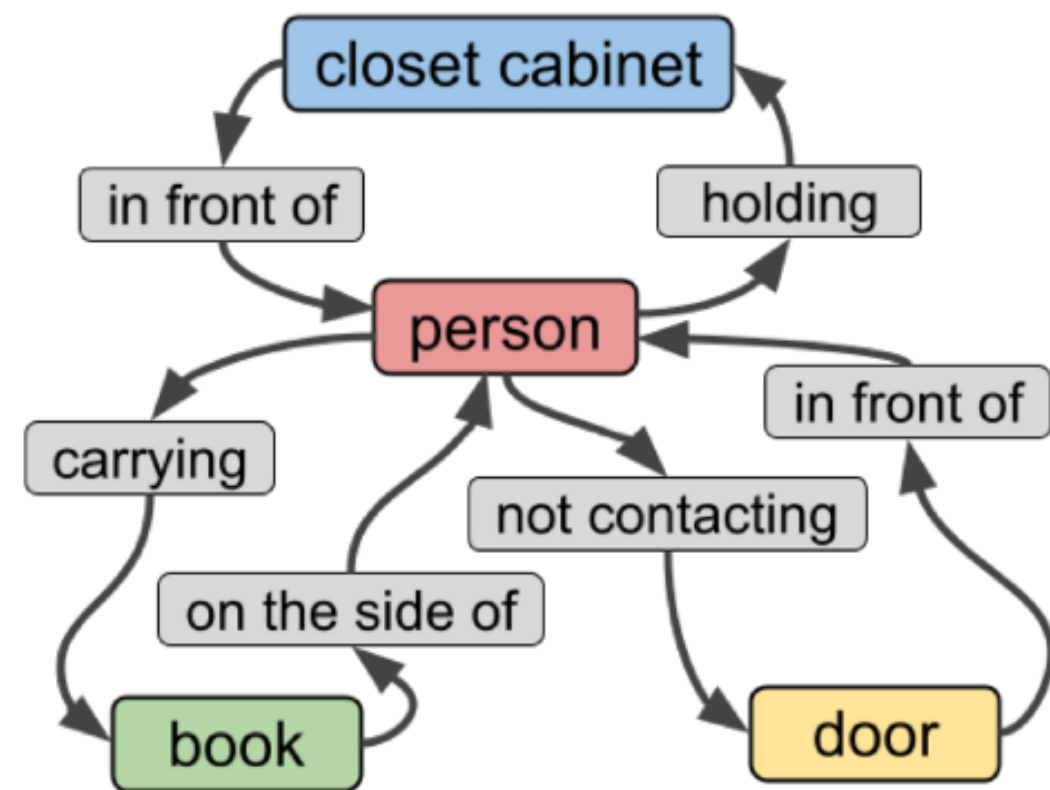 closet cabinet
in front of
holding
person
in front of
carrying
not contacting
on the side of
book
door